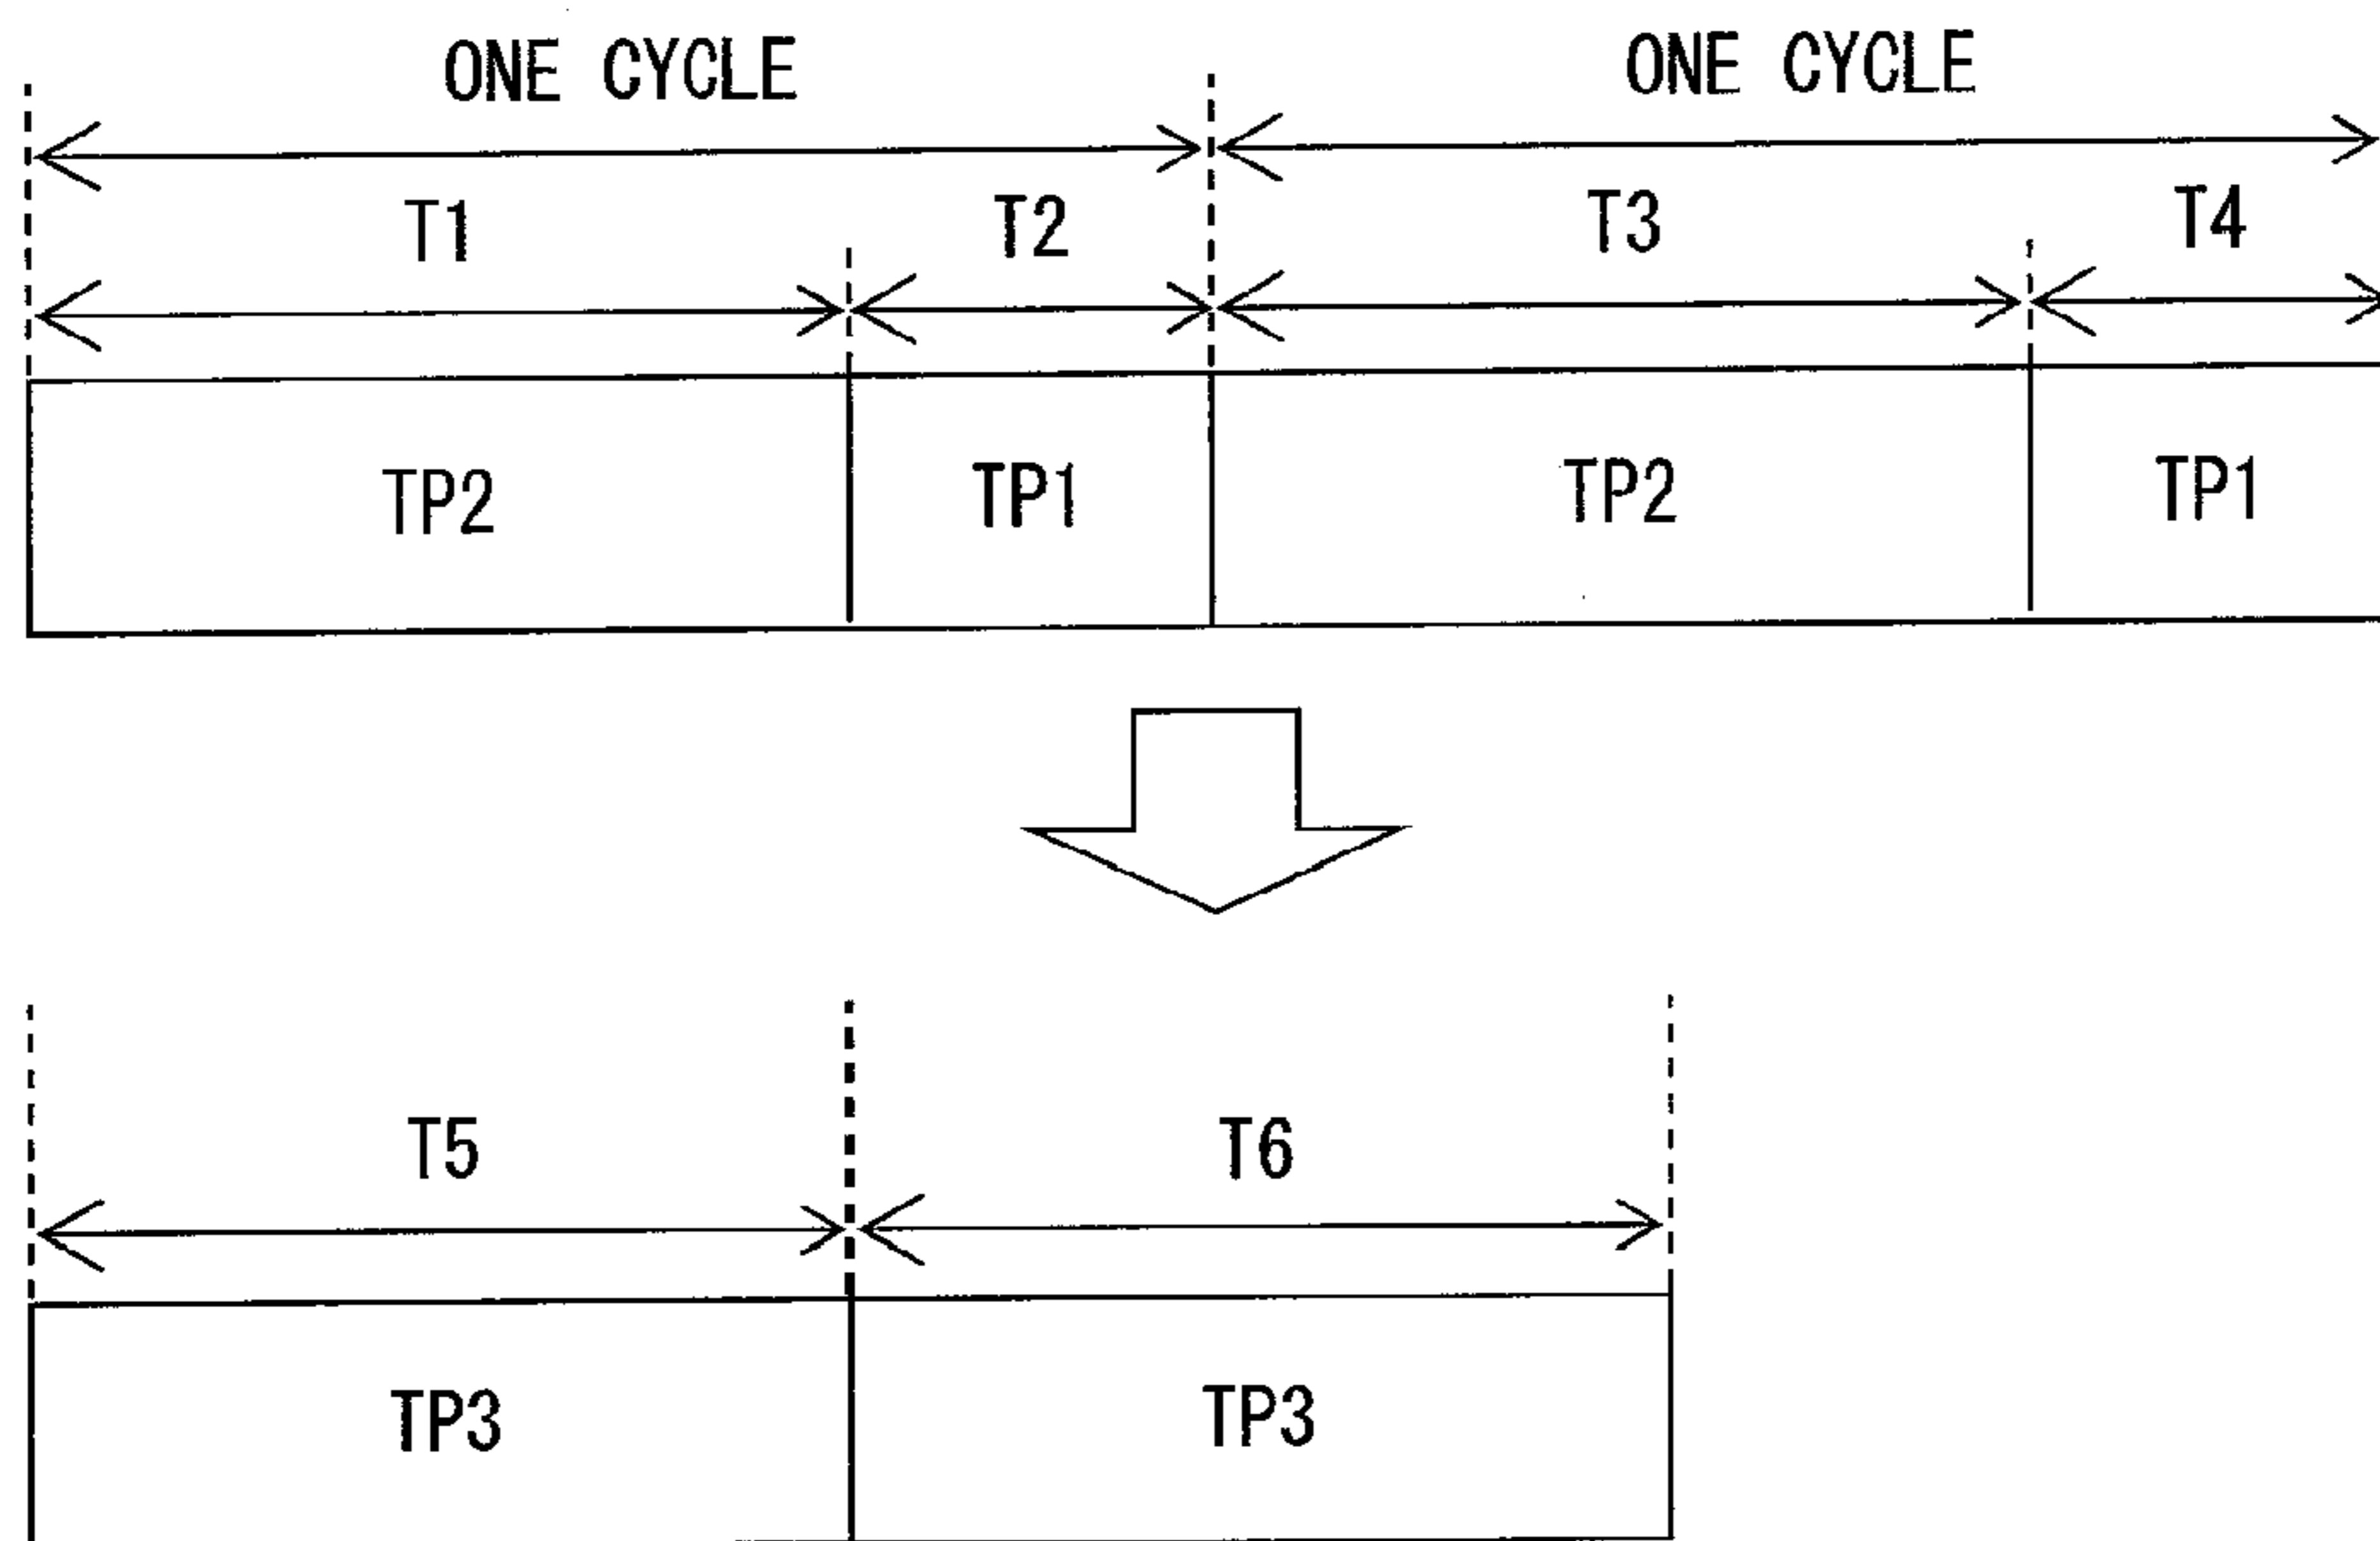 ONE CYCLE ONE CYCLE
T1 T2 T3 T4
TP2 TP1 TP2 TP1
T5 T6
TP3 TP3